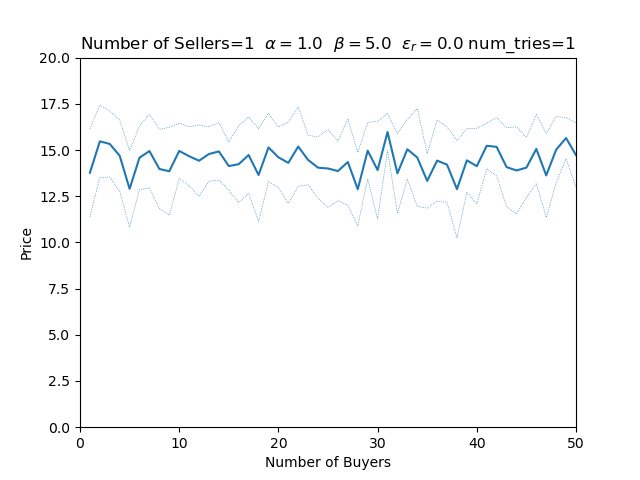 Number of Sellers=1 α = 1.0 β = 5.0 εr = 0.0 num_tries=1
20.0
17.5
15.0
12.5
10.0
7.5
5.0
2.5
0.0
Price
0 10 20 30 40 50
Number of Buyers